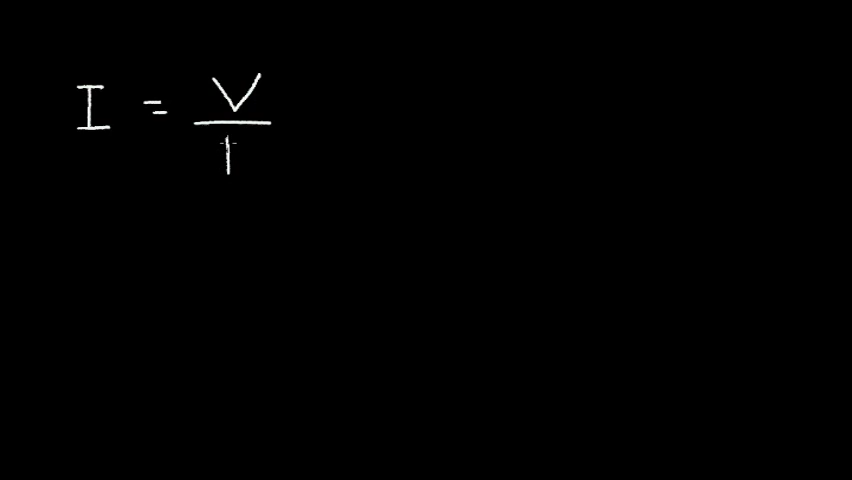 I = V